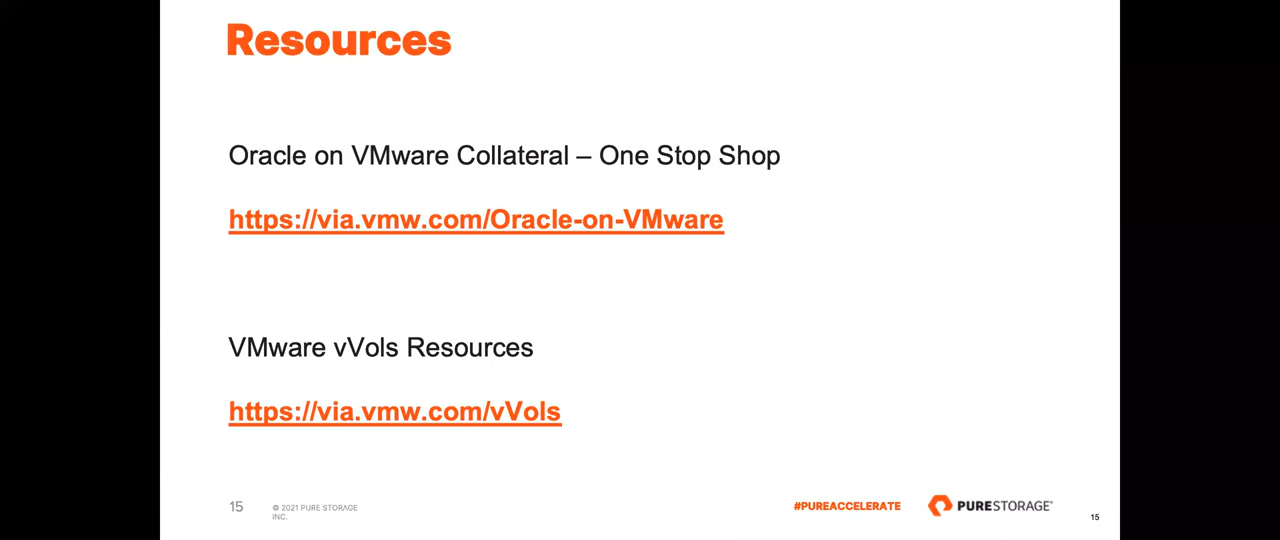 Resources
Oracle on VMware Collateral – One Stop Shop
https://via.vmw.com/Oracle-on-VMware
VMware vVols Resources
https://via.vmw.com/vVols
15
© 2021 PURE STORAGE
INC.
#PUREACCELERATE
PURESTORAGE
15